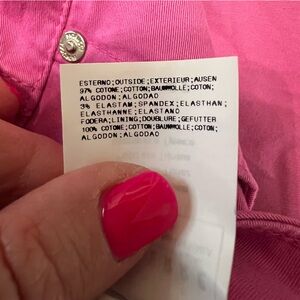 ESTERNO;OUTSIDE;EXTERIEUR;AUSEN
97% COTONE;COTTON;BAUMWOLLE;COTON;
ALGODON;ALGODAO
3% ELASTAM;SPANDEX;ELASTHAN;
ELASTHANNE;ELASTANO
FODERA;LINING;DOUBLURE;GEFUTTER
100% COTONE;COTTON;BAUMWOLLE;COTON;
ALGODON;ALGODAO